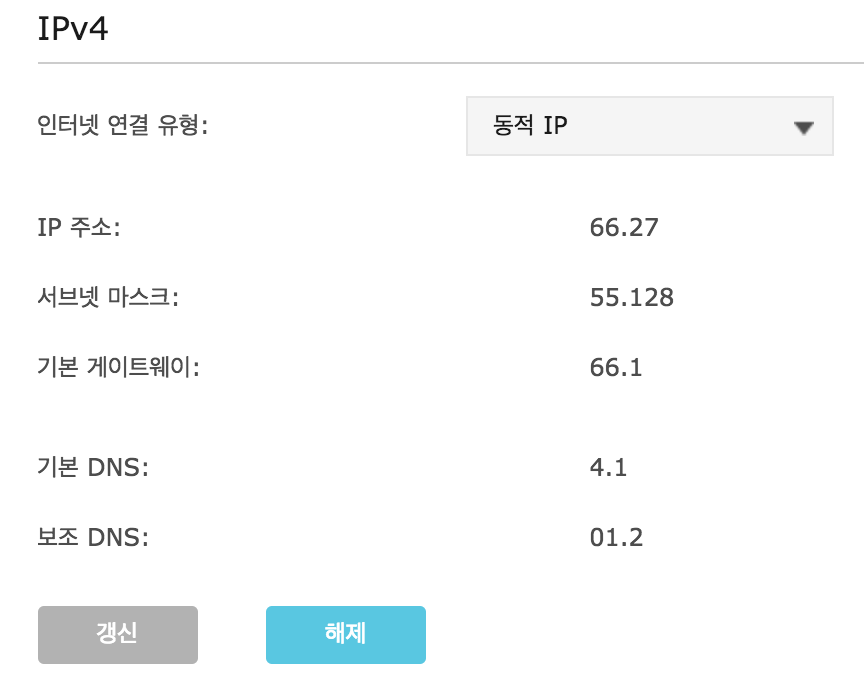 IPv4
인터넷 연결 유형: 동적 IP
IP 주소: 66.27
서브넷 마스크: 55.128
기본 게이트웨이: 66.1
기본 DNS: 4.1
보조 DNS: 01.2
갱신 해제